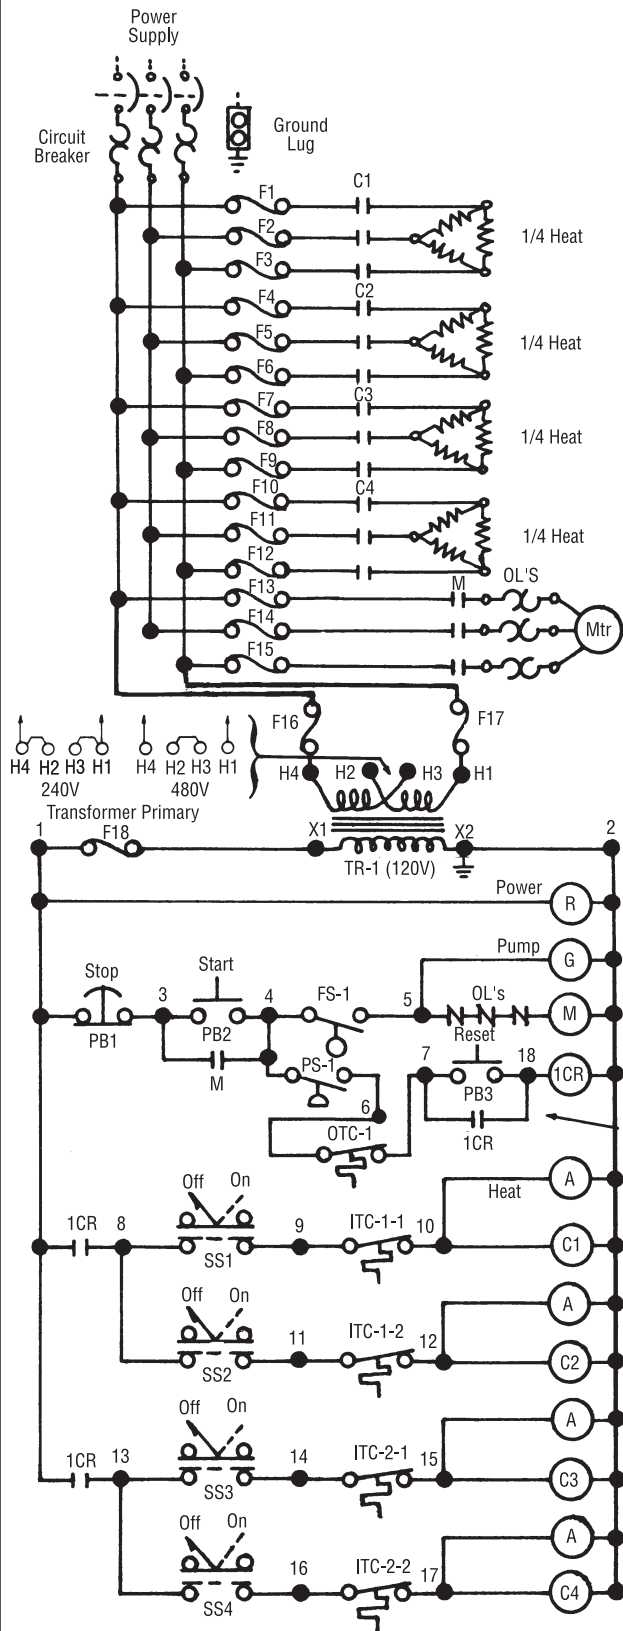 Power
Supply
Circuit
Breaker
Ground
Lug
F1
C1
F2
1/4 Heat
F3
F4
C2
F5
1/4 Heat
F6
F7
C3
F8
1/4 Heat
F9
F10
C4
F11
1/4 Heat
F12
F13
M
OL'S
F14
Mtr
F15
F16
F17
H4 H2 H3 H1
240V
H4 H2 H3 H1
480V
H4
H2
H3
H1
Transformer Primary
1
F18
X1
X2
2
TR-1 (120V)
Power
R
Pump
G
Stop
Start
3
4
FS-1
5
OL's
M
PB1
PB2
Reset
M
PS-1
7
18
1CR
PB3
6
1CR
OTC-1
Heat
A
Off On
1CR
8
9
ITC-1-1
10
C1
SS1
Off On
A
11
ITC-1-2
12
C2
SS2
Off On
A
1CR
13
14
ITC-2-1
15
C3
SS3
Off On
A
16
ITC-2-2
17
C4
SS4